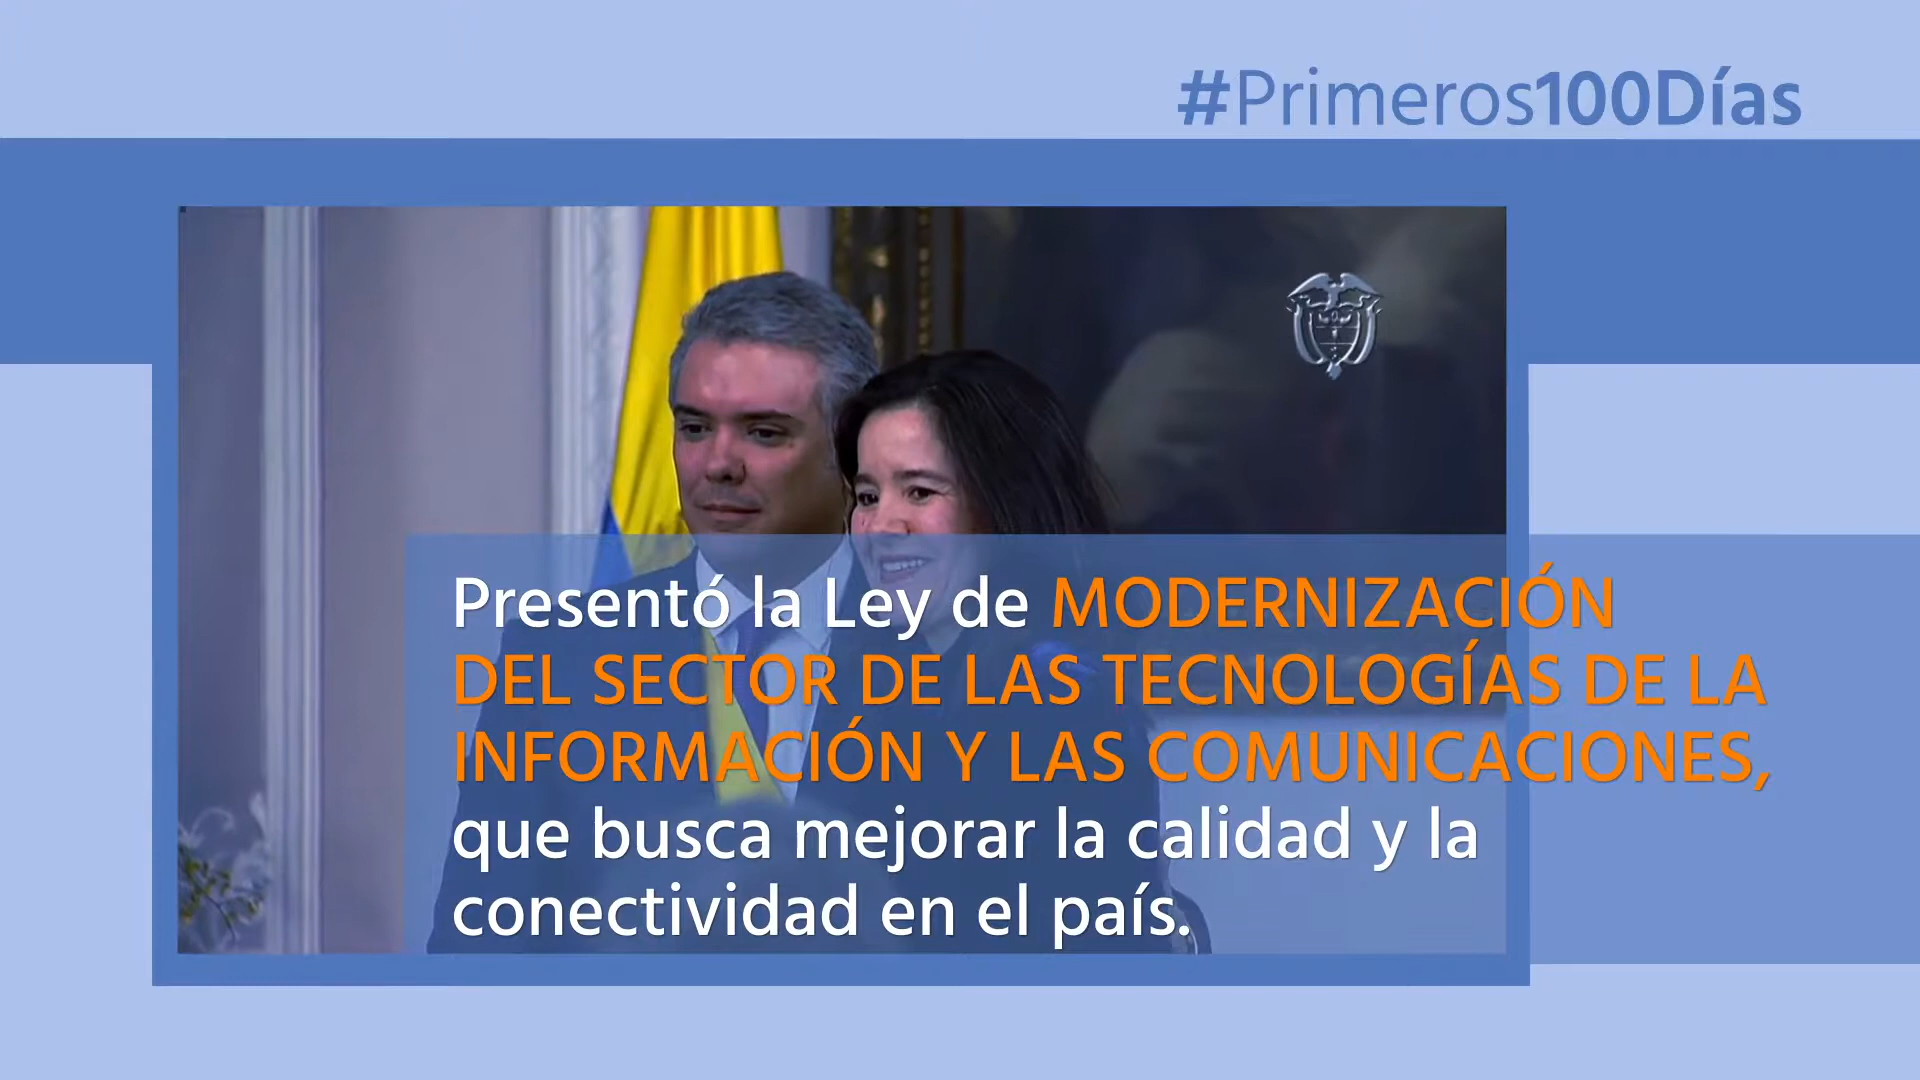 #Primeros100Días
Presentó la Ley de MODERNIZACIÓN
DEL SECTOR DE LAS TECNOLOGÍAS DE LA
INFORMACIÓN Y LAS COMUNICACIONES,
que busca mejorar la calidad y la
conectividad en el país.